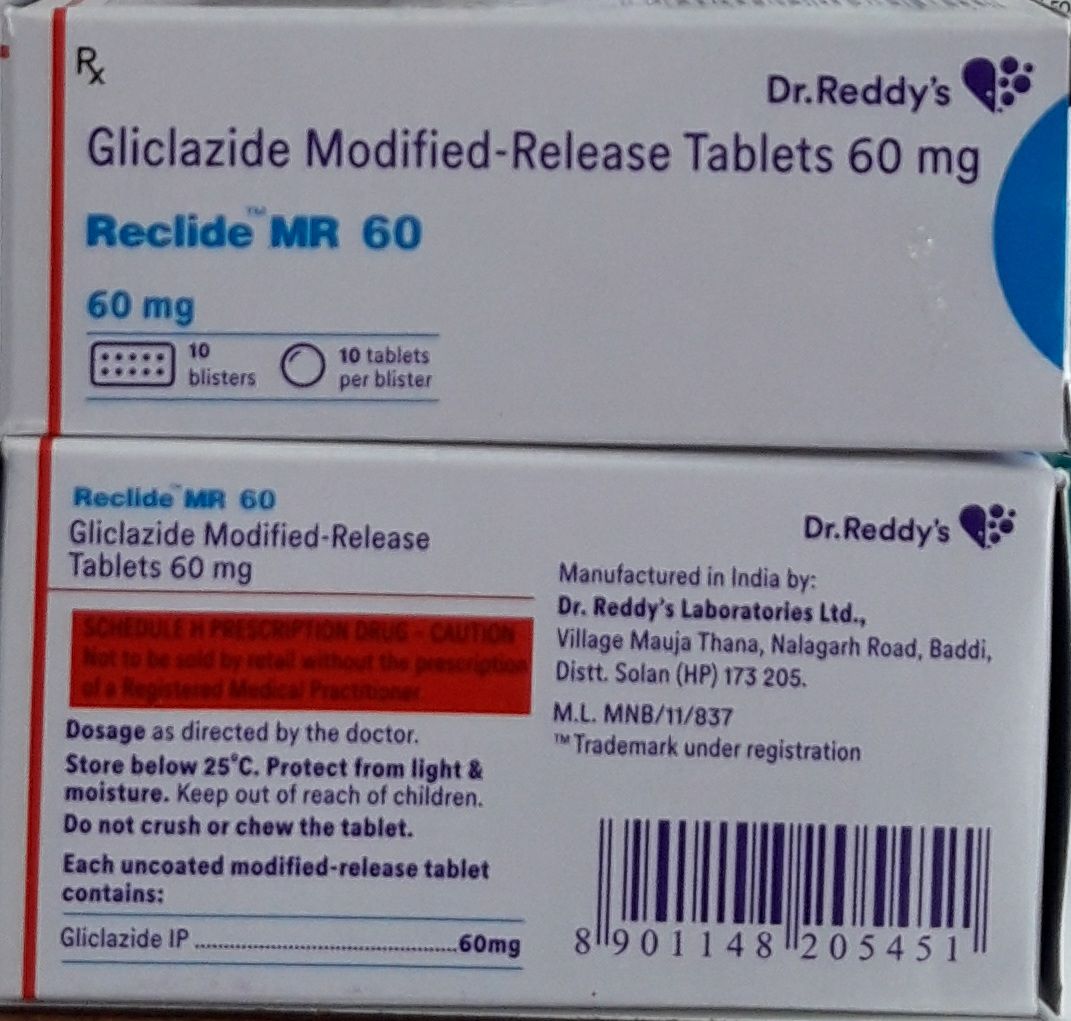 Rx
Dr.Reddy's
Gliclazide Modified-Release Tablets 60 mg
Reclide™ MR 60
60 mg
10 blisters
10 tablets per blister
Reclide™ MR 60
Gliclazide Modified-Release
Tablets 60 mg
SCHEDULE H PRESCRIPTION DRUG - CAUTION
Not to be sold by retail without the prescription
of a Registered Medical Practitioner
Dosage as directed by the doctor.
Store below 25°C. Protect from light &
moisture. Keep out of reach of children.
Do not crush or chew the tablet.
Each uncoated modified-release tablet
contains:
Gliclazide IP ............................................60mg
Dr.Reddy's
Manufactured in India by:
Dr. Reddy's Laboratories Ltd.,
Village Mauja Thana, Nalagarh Road, Baddi,
Distt. Solan (HP) 173 205.
M.L. MNB/11/837
™ Trademark under registration
8 901148 205451